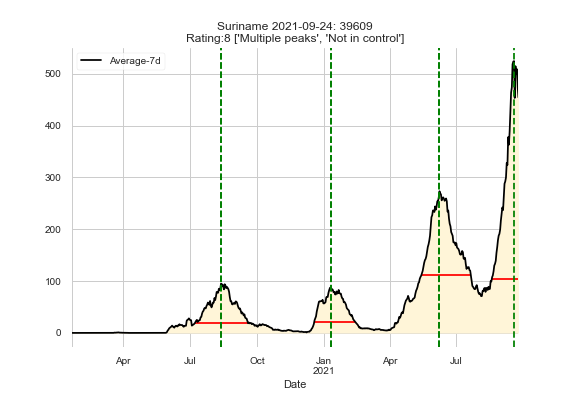 Suriname 2021-09-24: 39609
Rating:8 ['Multiple peaks', 'Not in control']
Average-7d
500
400
300
200
100
0
Apr Jul Oct Jan Apr Jul
2021
Date